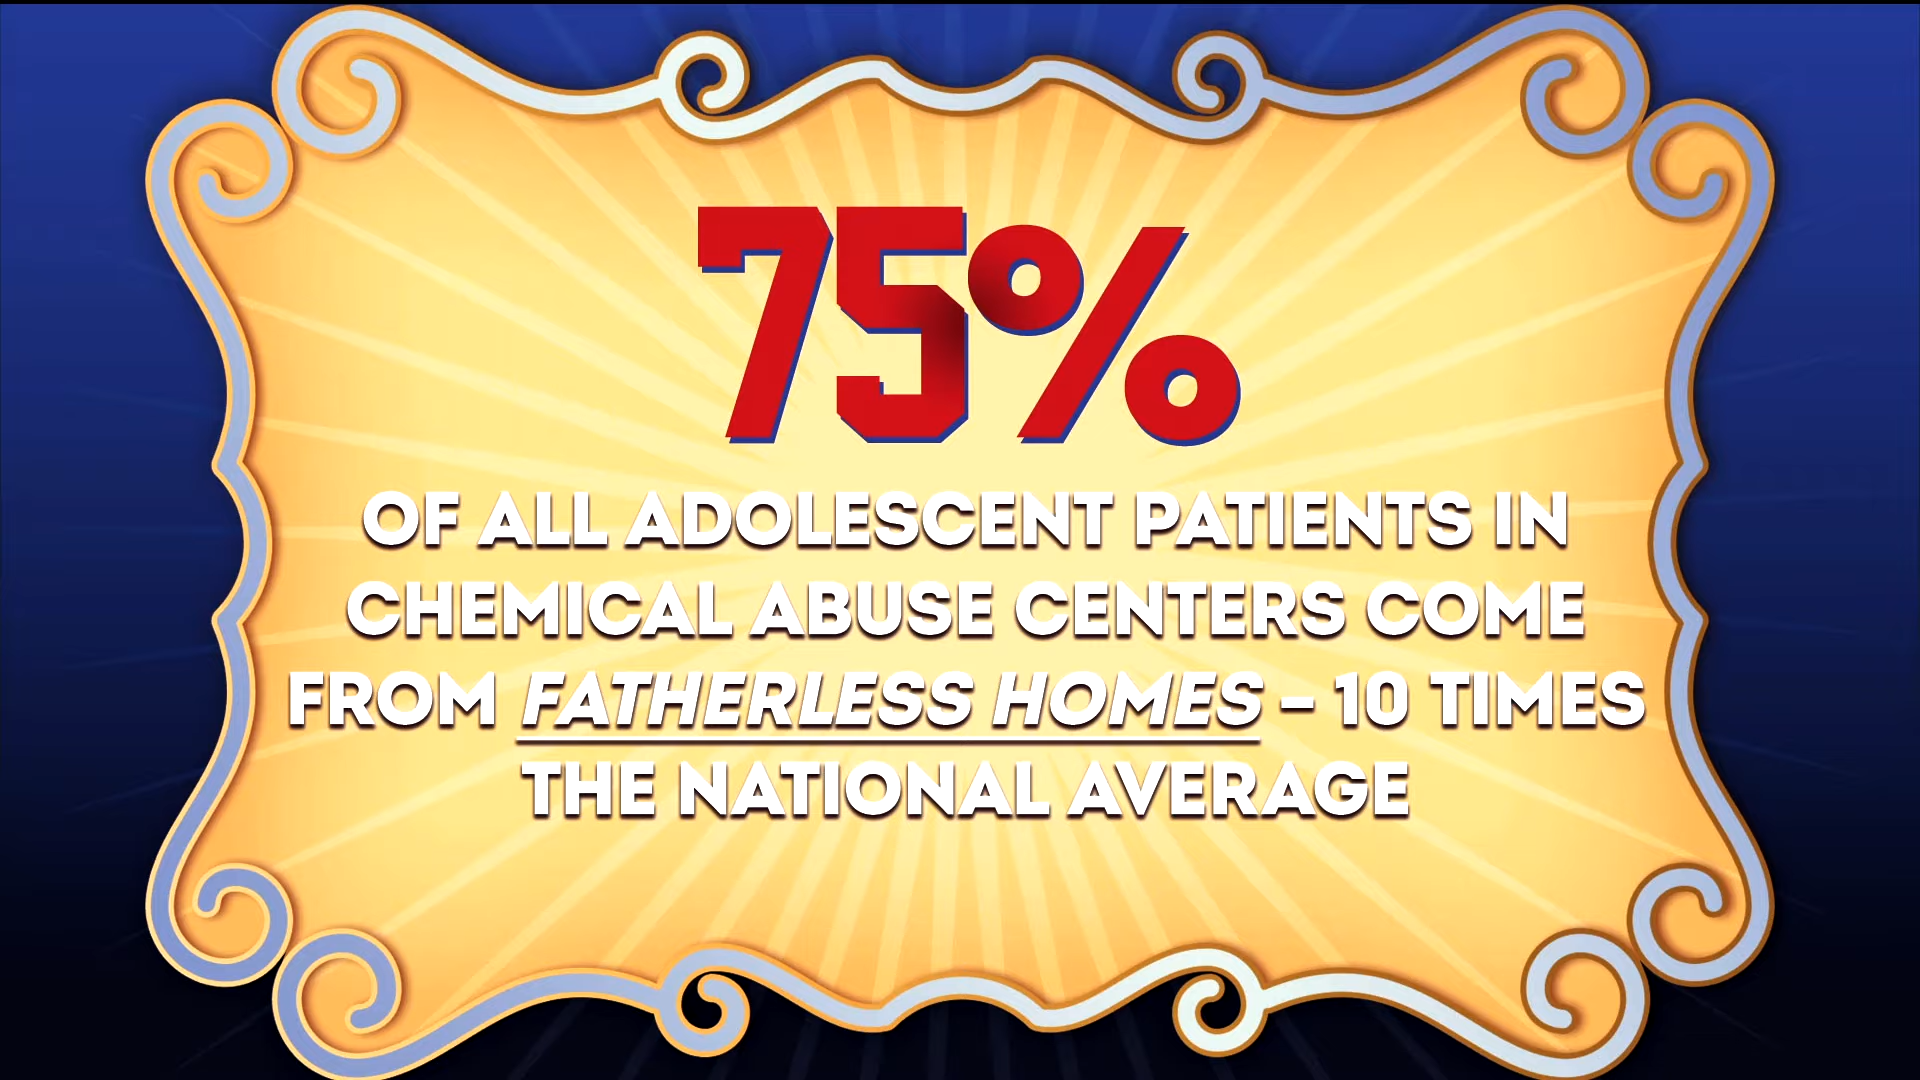 75%
OF ALL ADOLESCENT PATIENTS IN
CHEMICAL ABUSE CENTERS COME
FROM FATHERLESS HOMES – 10 TIMES
THE NATIONAL AVERAGE